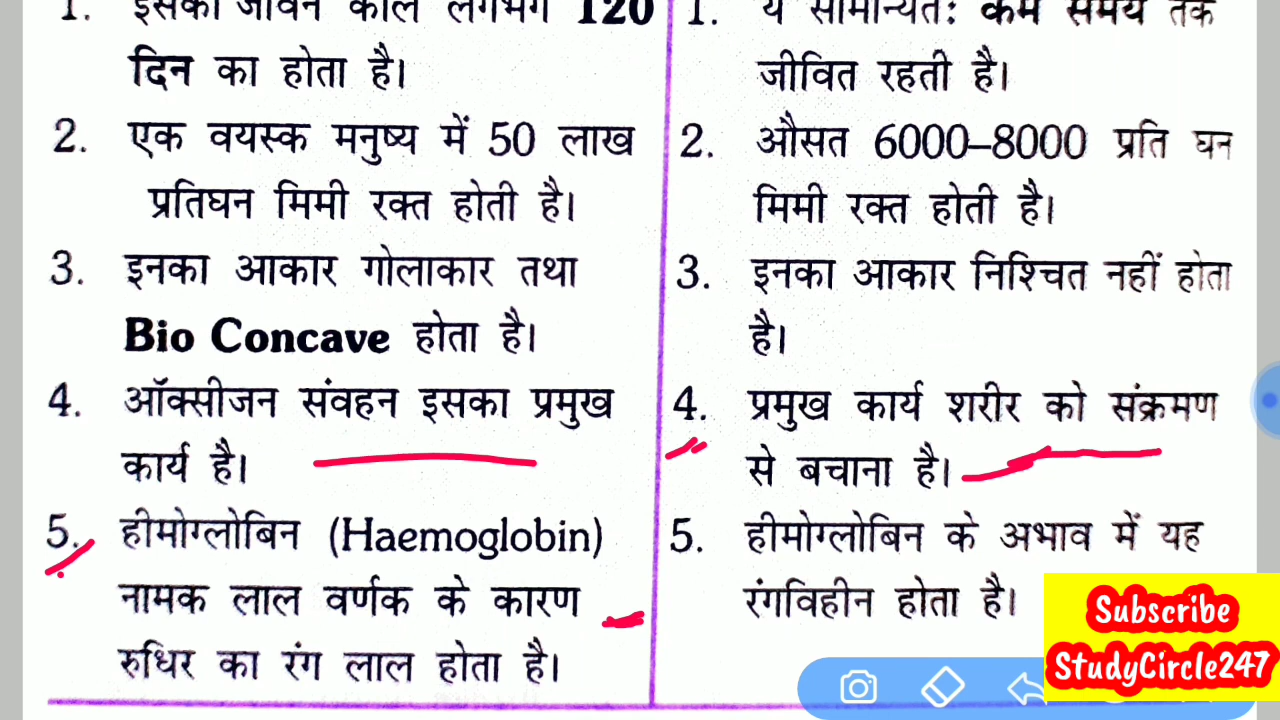 1. इसका जीवन काल लगभग 120
दिन का होता है।
2. एक वयस्क मनुष्य में 50 लाख
प्रतिघन मिमी रक्त होती है।
3. इनका आकार गोलाकार तथा
Bio Concave होता है।
4. ऑक्सीजन संवहन इसका प्रमुख
कार्य है।
5. हीमोग्लोबिन (Haemoglobin)
नामक लाल वर्णक के कारण
रुधिर का रंग लाल होता है।
1. ये सामान्यतः कम समय तक
जीवित रहती है।
2. औसत 6000–8000 प्रति घन
मिमी रक्त होती है।
3. इनका आकार निश्चित नहीं होता
है।
4. प्रमुख कार्य शरीर को संक्रमण
से बचाना है।
5. हीमोग्लोबिन के अभाव में यह
रंगविहीन होता है।
Subscribe
StudyCircle247